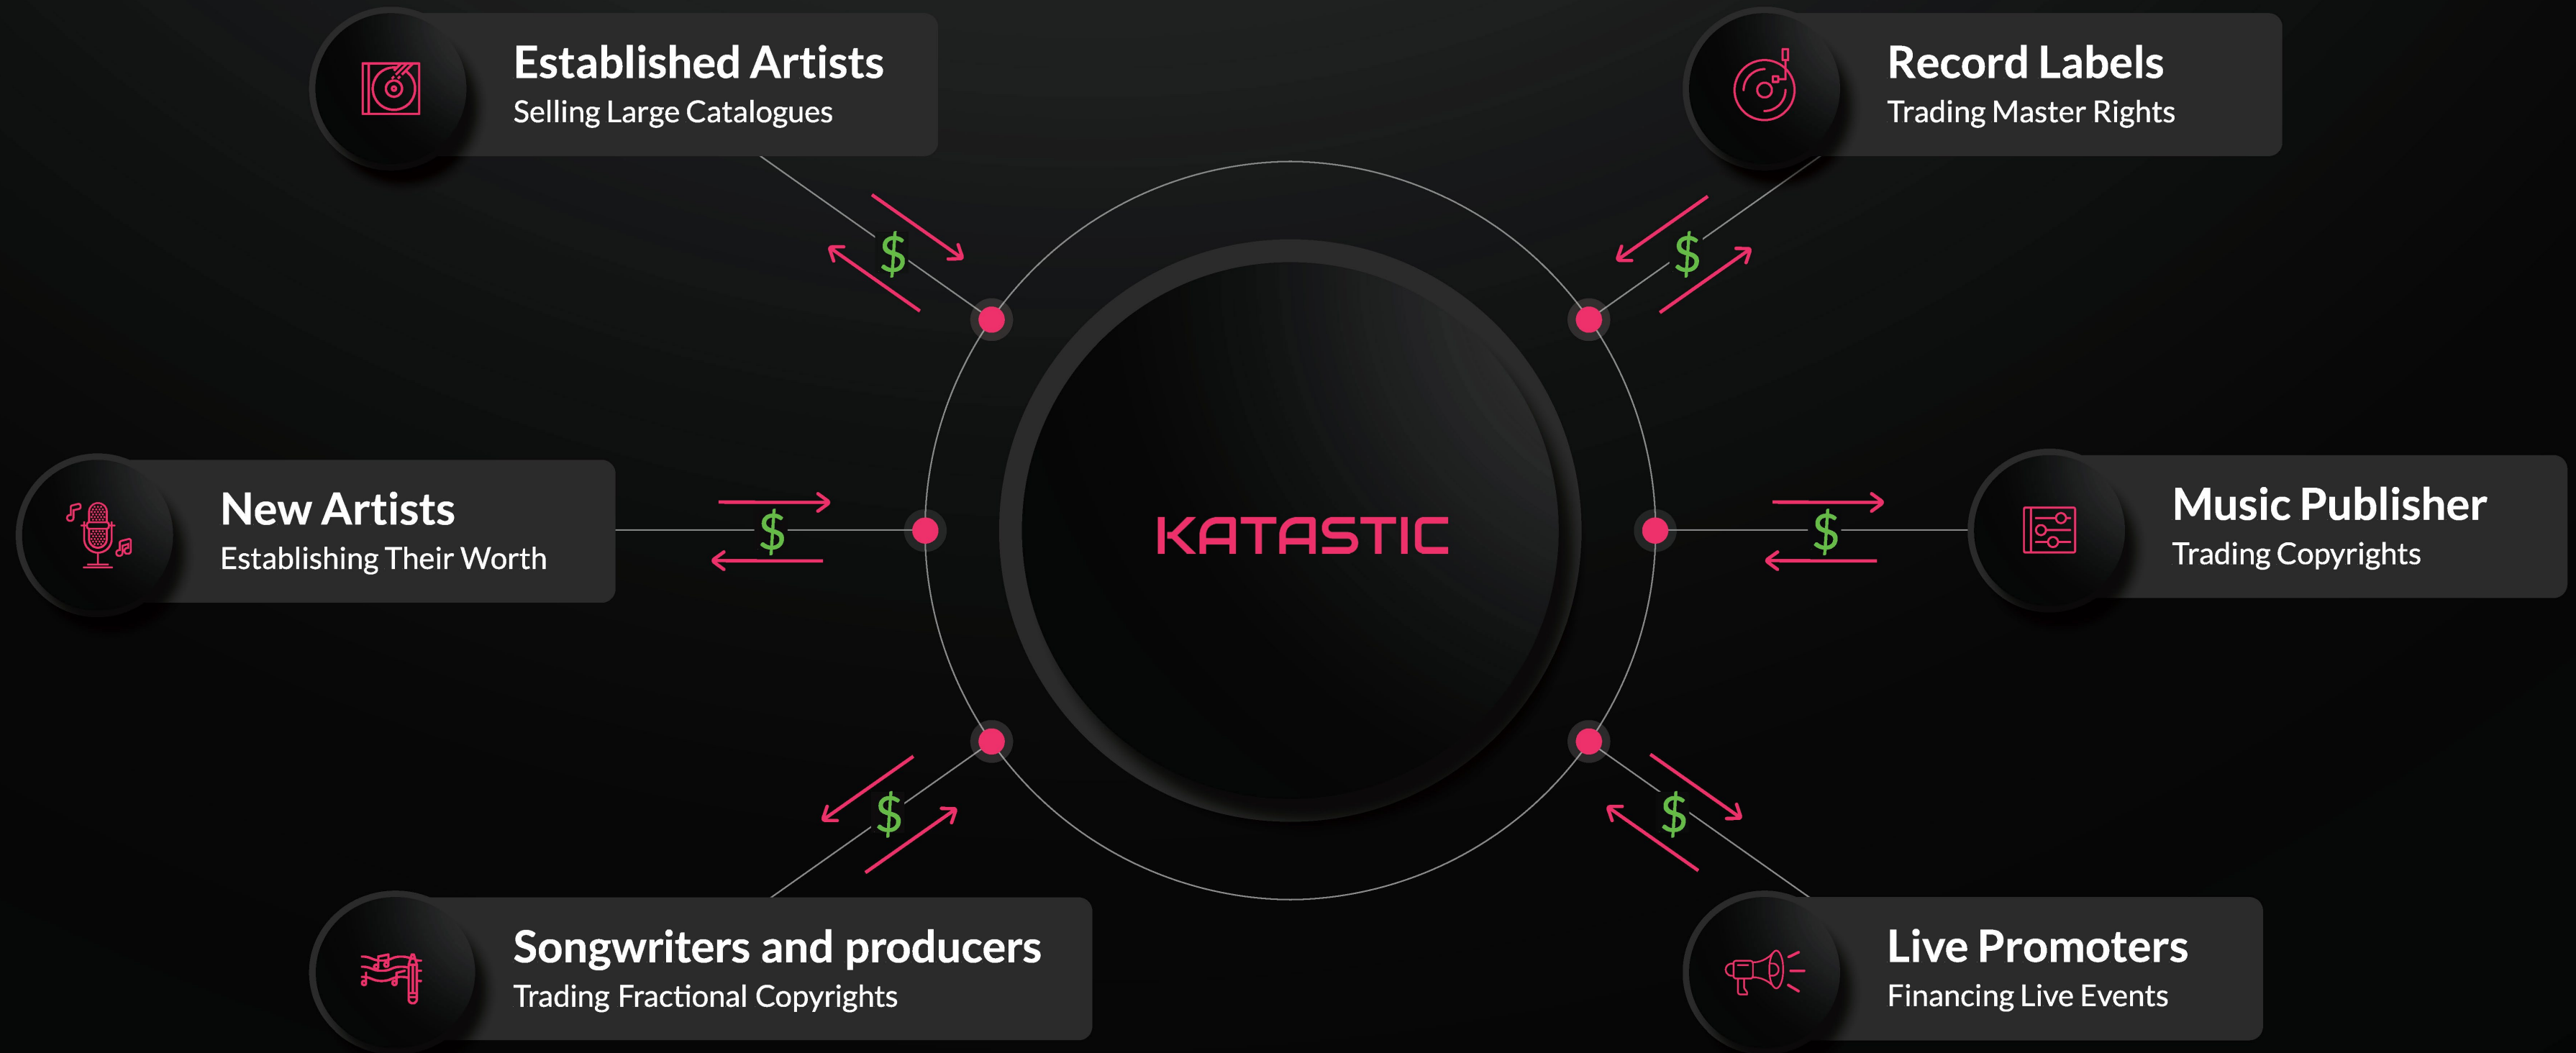 Established Artists
Selling Large Catalogues
Record Labels
Trading Master Rights
$
$
New Artists
Establishing Their Worth
$
KATASTIC
$
Music Publisher
Trading Copyrights
$
$
Songwriters and producers
Trading Fractional Copyrights
Live Promoters
Financing Live Events